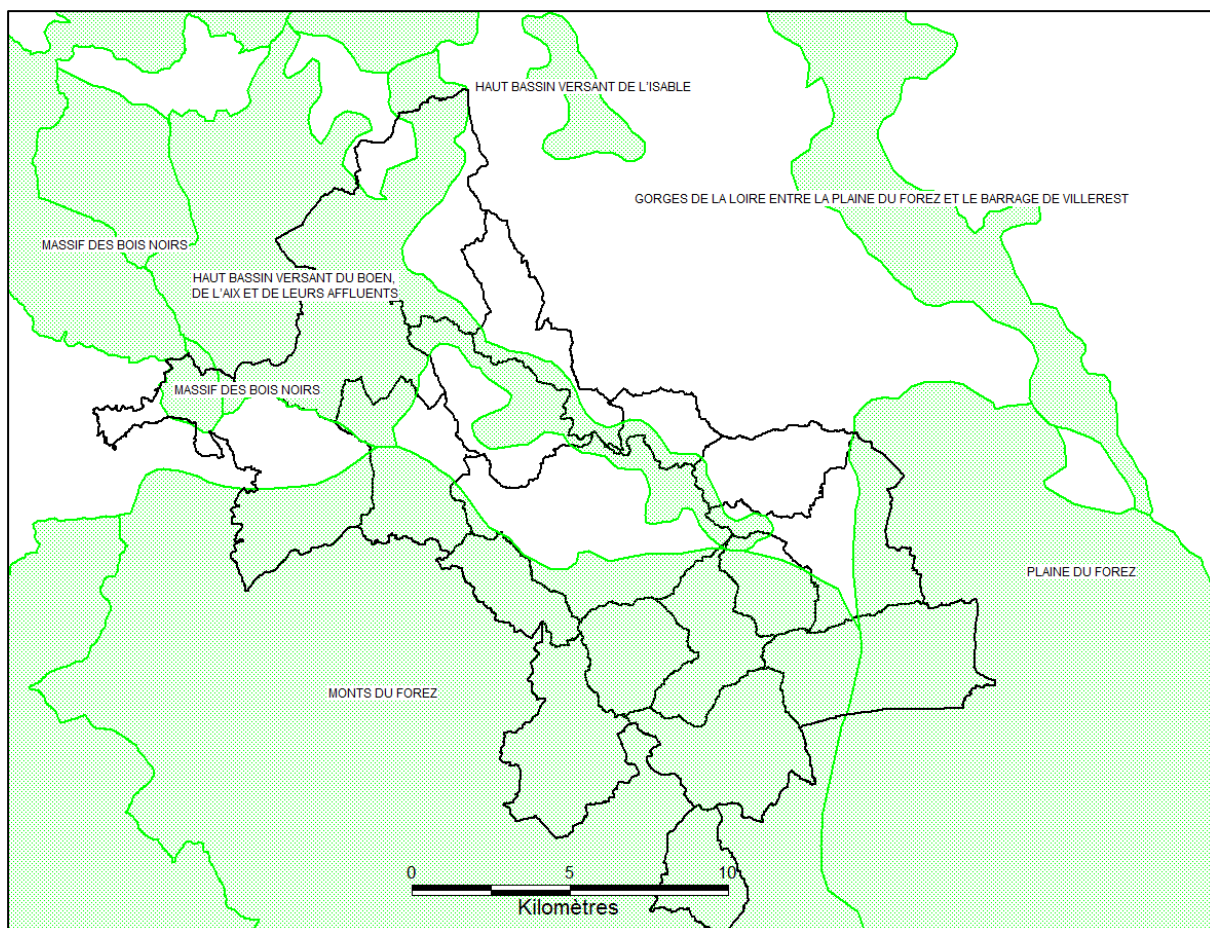 HAUT BASSIN VERSANT DE L'ISABLE
GORGES DE LA LOIRE ENTRE LA PLAINE DU FOREZ ET LE BARRAGE DE VILLEREST
MASSIF DES BOIS NOIRS
HAUT BASSIN VERSANT DU BOEN,
DE L'AIX ET DE LEURS AFFLUENTS
MASSIF DES BOIS NOIRS
PLAINE DU FOREZ
MONTS DU FOREZ
0 5 10
Kilomètres